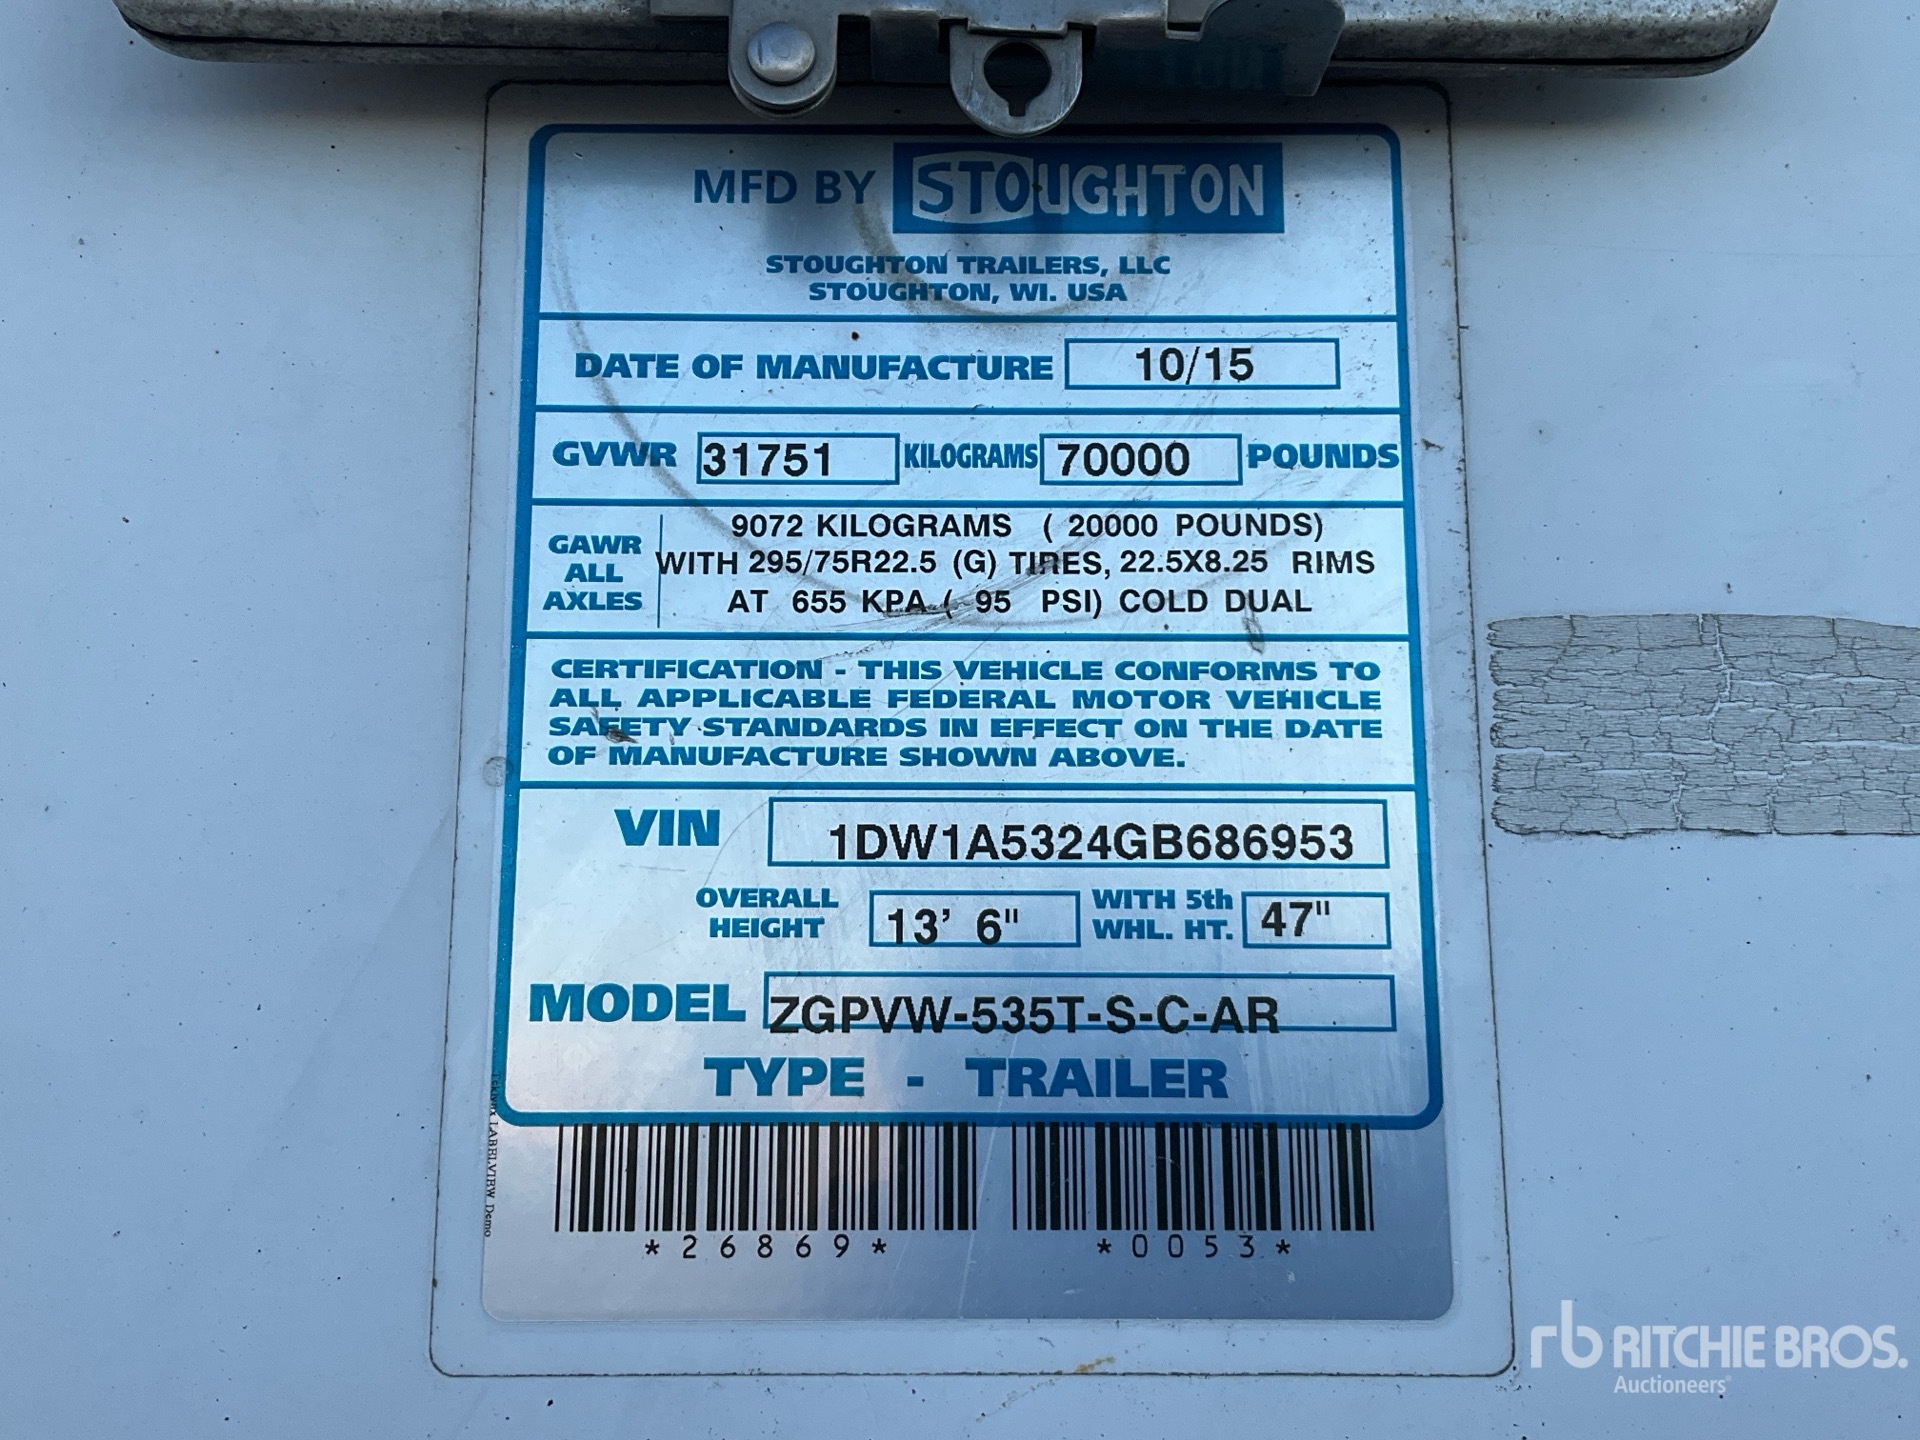 MFD BY STOUGHTON
STOUGHTON TRAILERS, LLC
STOUGHTON, WI. USA
DATE OF MANUFACTURE 10/15
GVWR 31751 KILOGRAMS 70000 POUNDS
GAWR ALL AXLES
9072 KILOGRAMS ( 20000 POUNDS)
WITH 295/75R22.5 (G) TIRES, 22.5X8.25 RIMS
AT 655 KPA ( 95 PSI) COLD DUAL
CERTIFICATION - THIS VEHICLE CONFORMS TO
ALL APPLICABLE FEDERAL MOTOR VEHICLE
SAFETY STANDARDS IN EFFECT ON THE DATE
OF MANUFACTURE SHOWN ABOVE.
VIN 1DW1A5324GB686953
OVERALL HEIGHT 13' 6" WITH 5th WHL. HT. 47"
MODEL ZGPVW-535T-S-C-AR
TYPE - TRAILER
Teklynx LABELVIEW Demo
*26869* *0053*
rb RITCHIE BROS.
Auctioneers